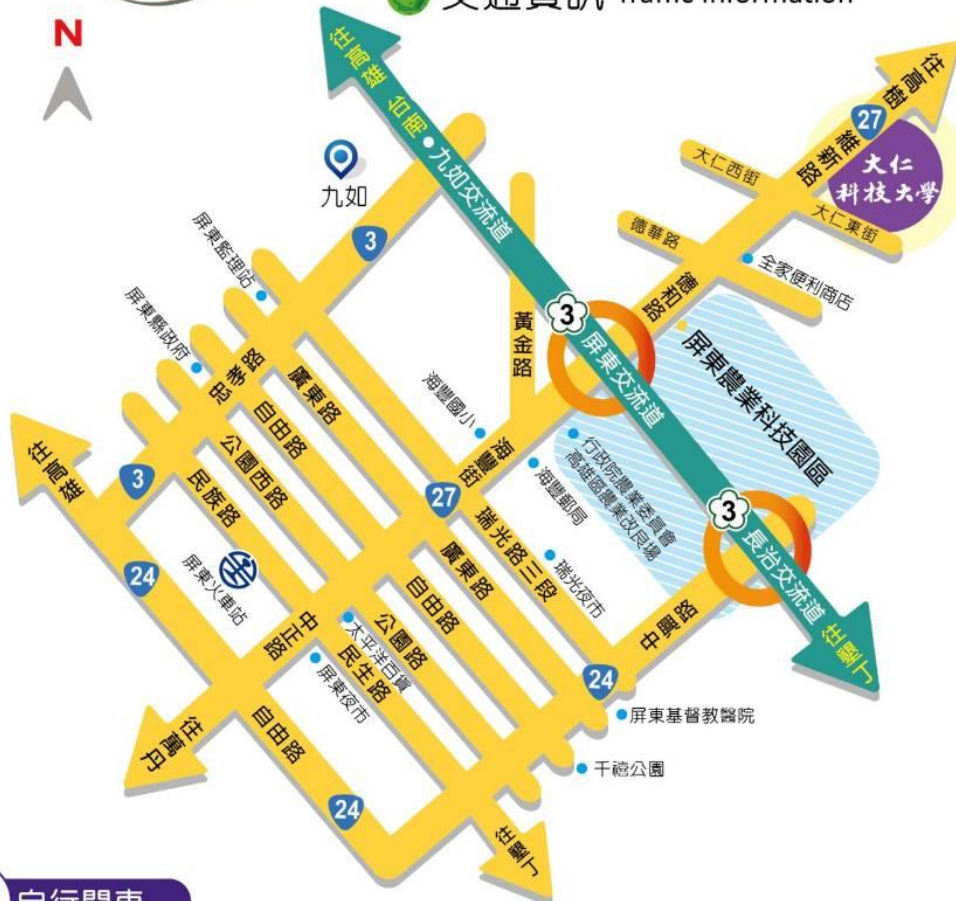 交通資訊 Traffic Information
N
往高雄 台南
往高樹
27
維新路
大仁
科技大學
九如交流道
九如
大仁西街
大仁東街
3
德華路
全家便利商店
屏東監理站
德和路
3
黃金路
屏東縣政府
屏東交流道
屏東農業科技園區
忠孝路
廣東路
海豐國小
自由路
海豐街
行政院農業委員會
高雄區農業改良場
往高雄
公園西路
海豐郵局
3
民族路
27
瑞光路三段
3
長治交流道
屏東火車站
廣東路
瑞光夜市
24
自由路
中興路
往墾丁
中正路
太平洋百貨
公園路
屏東夜市
民生路
24
屏東基督教醫院
往萬丹
自由路
千禧公園
24
往墾丁
自行開車